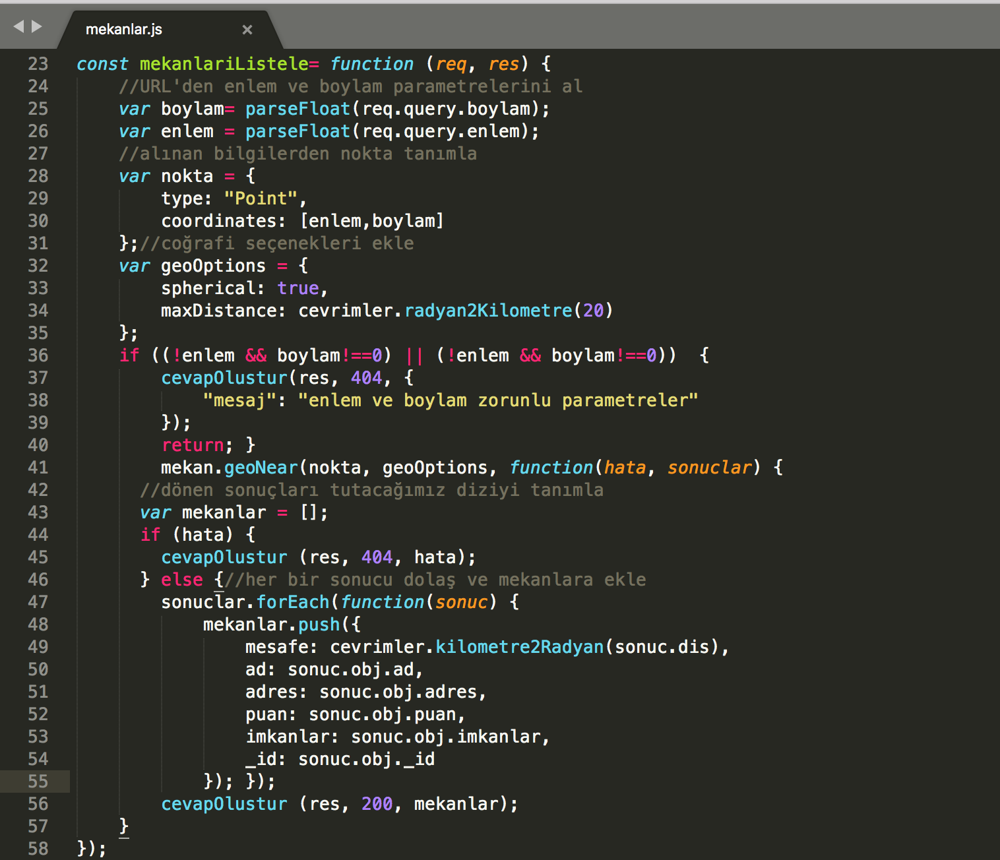 mekanlar.js ×
23 const mekanlariListele= function (req, res) {
24 //URL'den enlem ve boylam parametrelerini al
25 var boylam= parseFloat(req.query.boylam);
26 var enlem = parseFloat(req.query.enlem);
27 //alınan bilgilerden nokta tanımla
28 var nokta = {
29 type: "Point",
30 coordinates: [enlem,boylam]
31 };//coğrafi seçenekleri ekle
32 var geoOptions = {
33 spherical: true,
34 maxDistance: cevrimler.radyan2Kilometre(20)
35 };
36 if ((!enlem && boylam!==0) || (!enlem && boylam!==0))  {
37 cevapOlustur(res, 404, {
38 "mesaj": "enlem ve boylam zorunlu parametreler"
39 });
40 return; }
41 mekan.geoNear(nokta, geoOptions, function(hata, sonuclar) {
42 //dönen sonuçları tutacağımız diziyi tanımla
43 var mekanlar = [];
44 if (hata) {
45 cevapOlustur (res, 404, hata);
46 } else {//her bir sonucu dolaş ve mekanlara ekle
47 sonuclar.forEach(function(sonuc) {
48 mekanlar.push({
49 mesafe: cevrimler.kilometre2Radyan(sonuc.dis),
50 ad: sonuc.obj.ad,
51 adres: sonuc.obj.adres,
52 puan: sonuc.obj.puan,
53 imkanlar: sonuc.obj.imkanlar,
54 _id: sonuc.obj._id
55 }); });
56 cevapOlustur (res, 200, mekanlar);
57 }
58 });